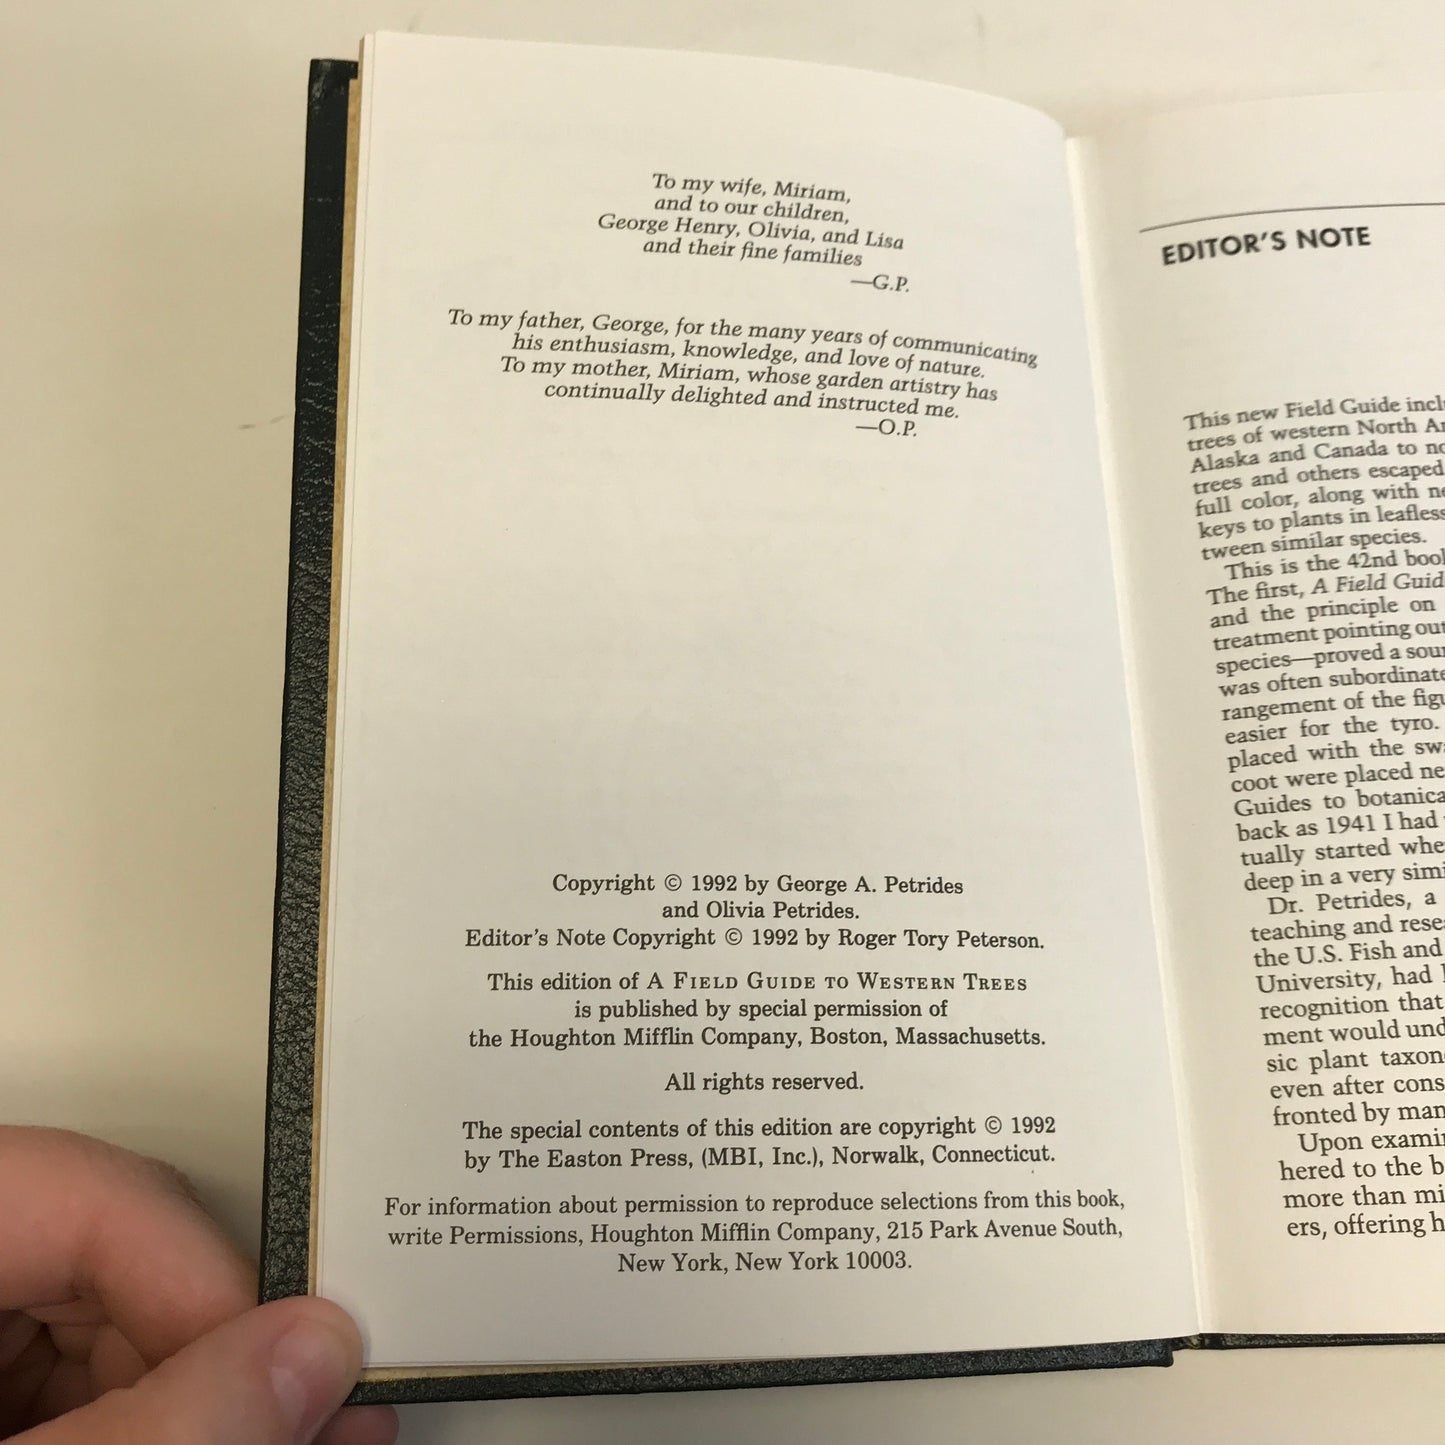 To my wife, Miriam,
and to our children,
George Henry, Olivia, and Lisa
and their fine families
—G.P.
To my father, George, for the many years of communicating
his enthusiasm, knowledge, and love of nature.
To my mother, Miriam, whose garden artistry has
continually delighted and instructed me.
—O.P.
Copyright © 1992 by George A. Petrides
and Olivia Petrides.
Editor's Note Copyright © 1992 by Roger Tory Peterson.
This edition of A FIELD GUIDE TO WESTERN TREES
is published by special permission of
the Houghton Mifflin Company, Boston, Massachusetts.
All rights reserved.
The special contents of this edition are copyright © 1992
by The Easton Press, (MBI, Inc.), Norwalk, Connecticut.
For information about permission to reproduce selections from this book,
write Permissions, Houghton Mifflin Company, 215 Park Avenue South,
New York, New York 10003.
EDITOR'S NOTE
This new Field Guide
trees of western North
Alaska and Canada to
trees and others escaped
full color, along with
keys to plants in leafless
tween similar species.
This is the 42nd
The first, A Field
and the principle on
treatment pointing
species—proved a
was often
rangement of the
easier for the tyro.
placed with the
coot were placed
Guides to
back as 1941 I had
tually started
deep in a very
Dr. Petrides, a
teaching and
the U.S. Fish and
University, had
recognition that
ment would
sic plant
even after
fronted by
Upon
hered to the
more than
ers, offering